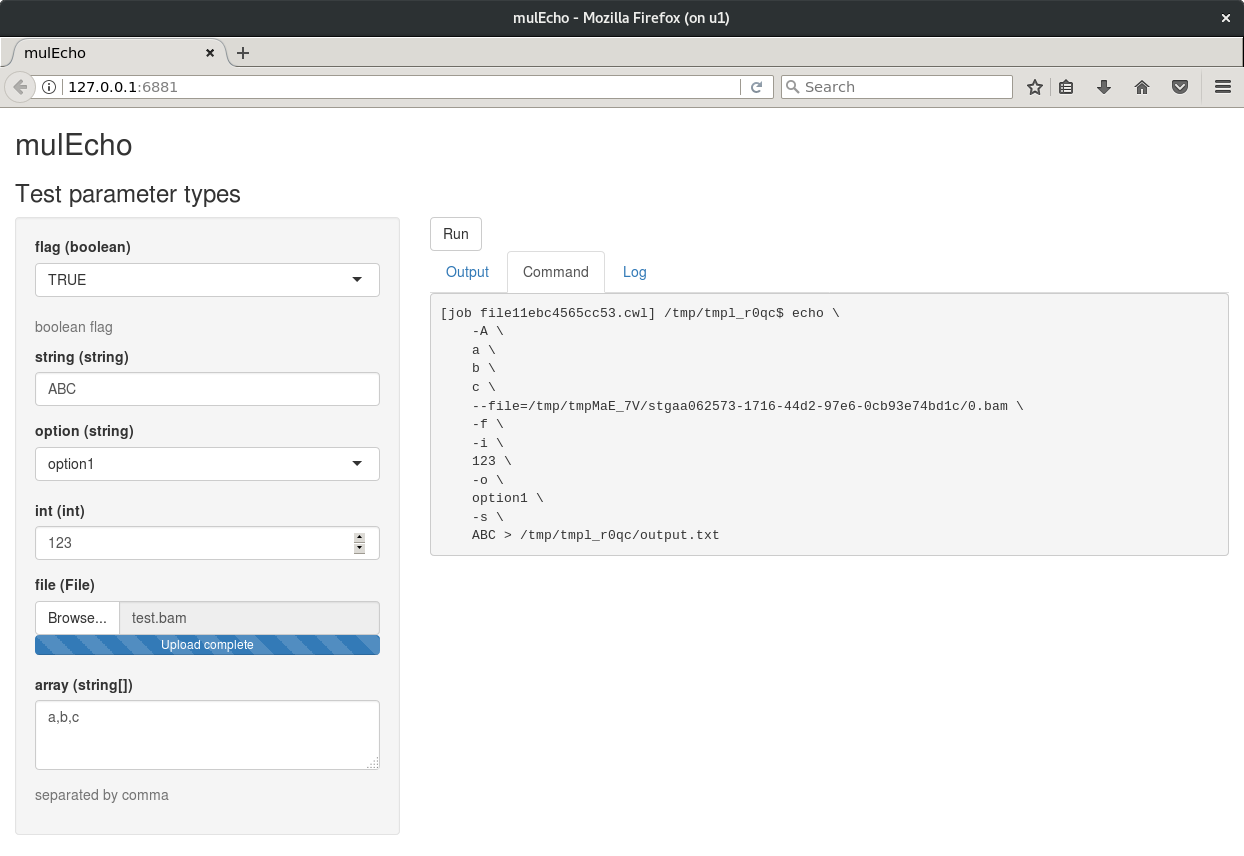 mulEcho - Mozilla Firefox (on u1)
mulEcho
127.0.0.1:6881
Search
mulEcho
Test parameter types
flag (boolean)
TRUE
boolean flag
string (string)
ABC
option (string)
option1
int (int)
123
file (File)
Browse... test.bam
Upload complete
array (string[])
a,b,c
separated by comma
Run
Output Command Log
[job file11ebc4565cc53.cwl] /tmp/tmpl_r0qc$ echo \
-A \
a \
b \
c \
--file=/tmp/tmpMaE_7V/stgaa062573-1716-44d2-97e6-0cb93e74bd1c/0.bam \
-f \
-i \
123 \
-o \
option1 \
-s \
ABC > /tmp/tmpl_r0qc/output.txt